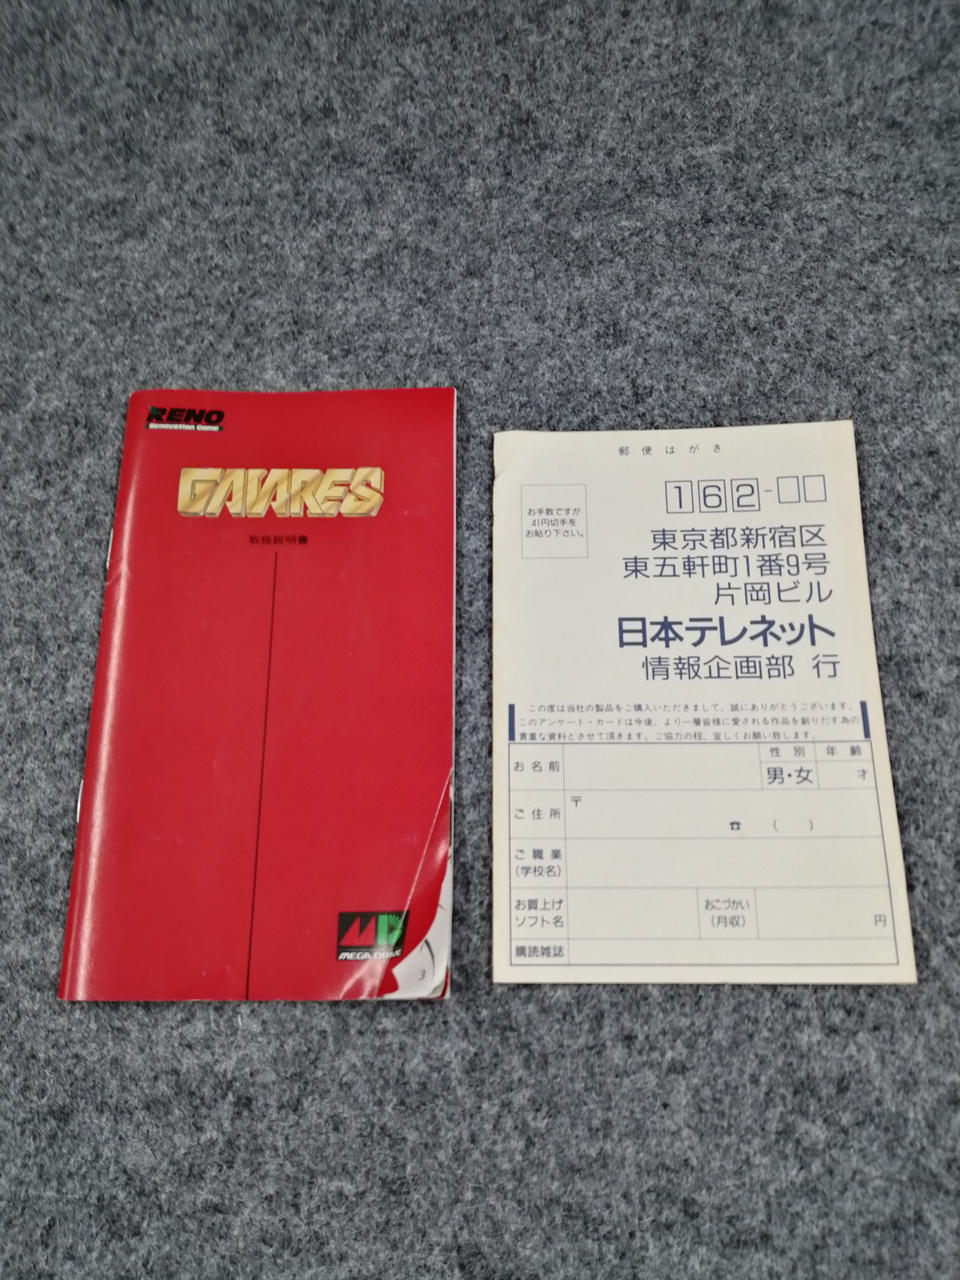 RENO
Renovation Game
GAIARES
取扱説明書
MEGA DRIVE
3
郵便はがき
お手数ですが
41円切手を
お貼り下さい。
162-□□
東京都新宿区
東五軒町1番9号
片岡ビル
日本テレネット
情報企画部 行
この度は当社の製品をご購入いただきまして、誠にありがとうございます。
このアンケート・カードは今後、より一層皆様に愛される作品を創りだす為の
貴重な資料とさせて頂きます。ご協力の程、宜しくお願い致します。
お名前
性別
年齢
男・女
才
ご住所
〒
☎ ( )
ご職業
(学校名)
お買上げ
ソフト名
おこづかい
(月収)
円
購読雑誌